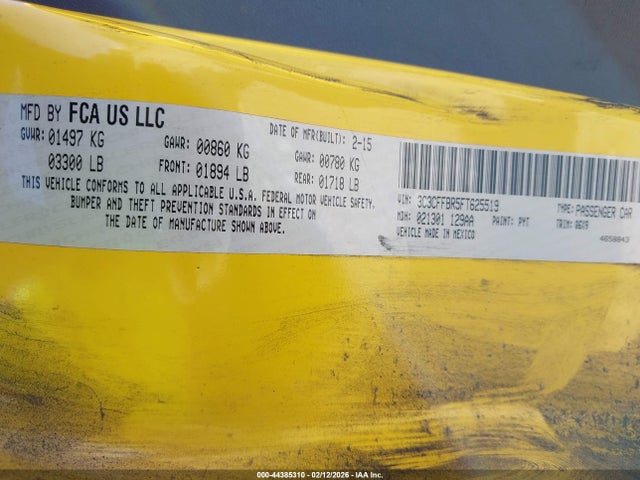 MFD BY FCA US LLC DATE OF MFR(BUILT): 2-15
GVWR: 01497 KG GAWR: 00860 KG GAWR: 00780 KG
03300 LB FRONT: 01894 LB REAR: 01718 LB
THIS VEHICLE CONFORMS TO ALL APPLICABLE U.S.A. FEDERAL MOTOR VEHICLE SAFETY,
BUMPER AND THEFT PREVENTION STANDARDS IN EFFECT ON
THE DATE OF MANUFACTURE SHOWN ABOVE.
VIN: 3C3CFFBR5FT625519 TYPE: PASSENGER CAR
MDH: 021301 129AA PAINT: PYT TRIM: 06X9
VEHICLE MADE IN MEXICO 4658843
000-44385310 - 02/12/2026 - IAA Inc.